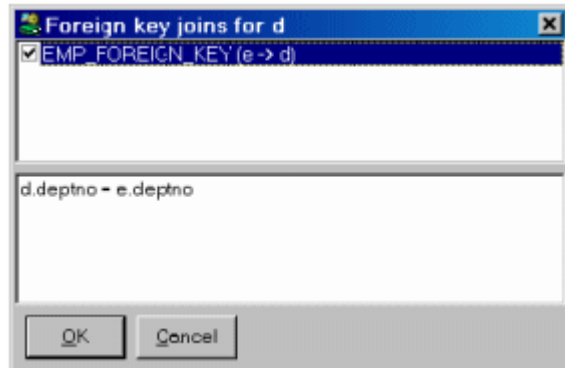 Foreign key joins for d
EMP_FOREIGN_KEY (e -> d)
d.deptno = e.deptno
OK
Cancel